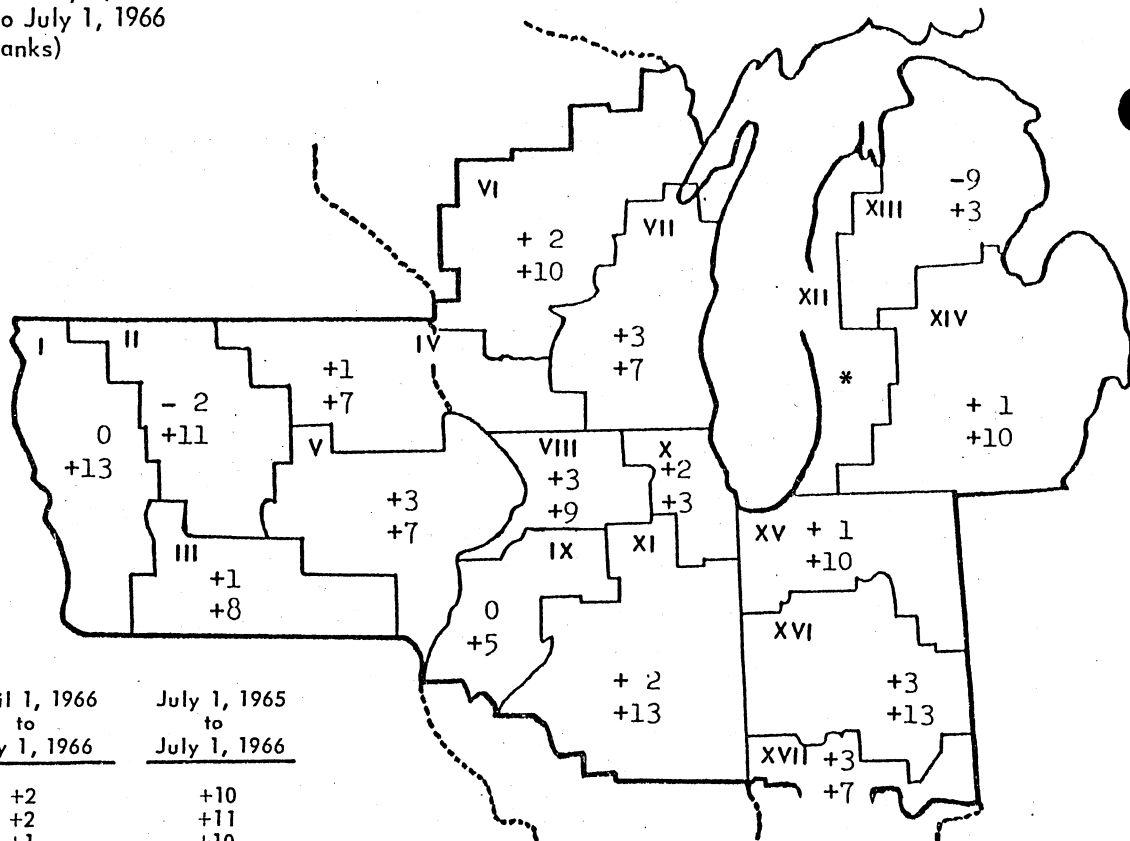 o July 1, 1966
anks)
VI
+ 2
+10
VII
+3
+7
XIII
-9
+3
XII
XIV
*
+ 1
+10
I
0
+13
II
- 2
+11
IV
+1
+7
V
+3
+7
III
+1
+8
VIII
+3
+9
X
+2
+3
IX
0
+5
XI
+ 2
+13
XV + 1
+10
XVI
+3
+13
XVII +3
+7
il 1, 1966 July 1, 1965
to to
y 1, 1966 July 1, 1966
+2 +10
+2 +11